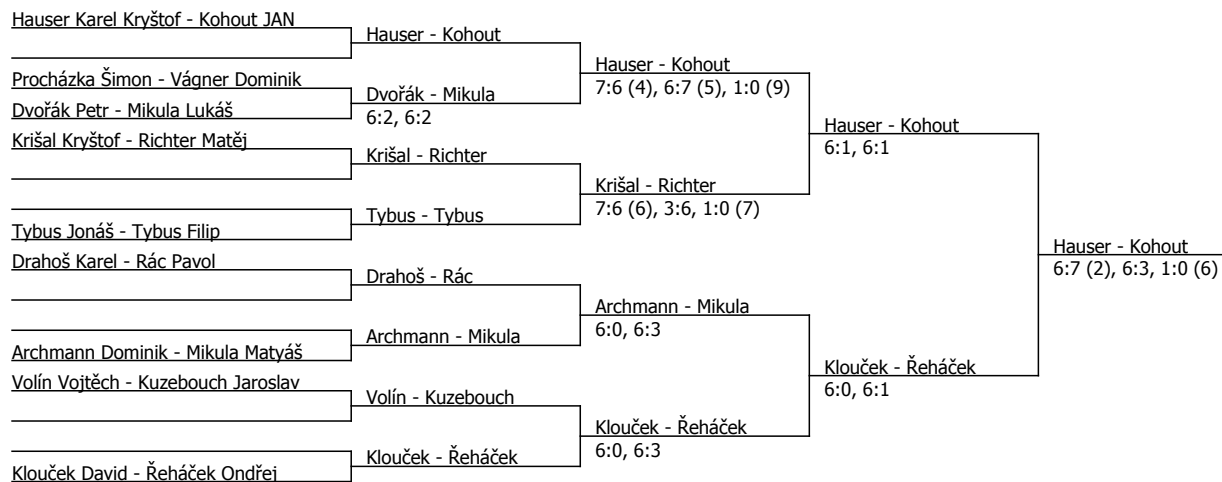 Hauser Karel Kryštof - Kohout JAN
Procházka Šimon - Vágner Dominik
Dvořák Petr - Mikula Lukáš
Krišal Kryštof - Richter Matěj
Tybus Jonáš - Tybus Filip
Drahoš Karel - Rác Pavol
Archmann Dominik - Mikula Matyáš
Volín Vojtěch - Kuzebouch Jaroslav
Klouček David - Řeháček Ondřej
Hauser - Kohout
Dvořák - Mikula
6:2, 6:2
Krišal - Richter
Tybus - Tybus
Drahoš - Rác
Archmann - Mikula
Volín - Kuzebouch
Klouček - Řeháček
Hauser - Kohout
7:6 (4), 6:7 (5), 1:0 (9)
Krišal - Richter
7:6 (6), 3:6, 1:0 (7)
Archmann - Mikula
6:0, 6:3
Klouček - Řeháček
6:0, 6:3
Hauser - Kohout
6:1, 6:1
Klouček - Řeháček
6:0, 6:1
Hauser - Kohout
6:7 (2), 6:3, 1:0 (6)